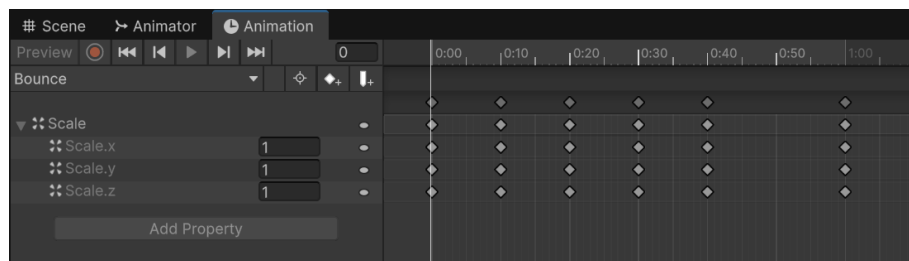 Scene Animator Animation
Preview 0 0:00 0:10 0:20 0:30 0:40 0:50 1:00
Bounce
Scale
Scale.x 1
Scale.y 1
Scale.z 1
Add Property